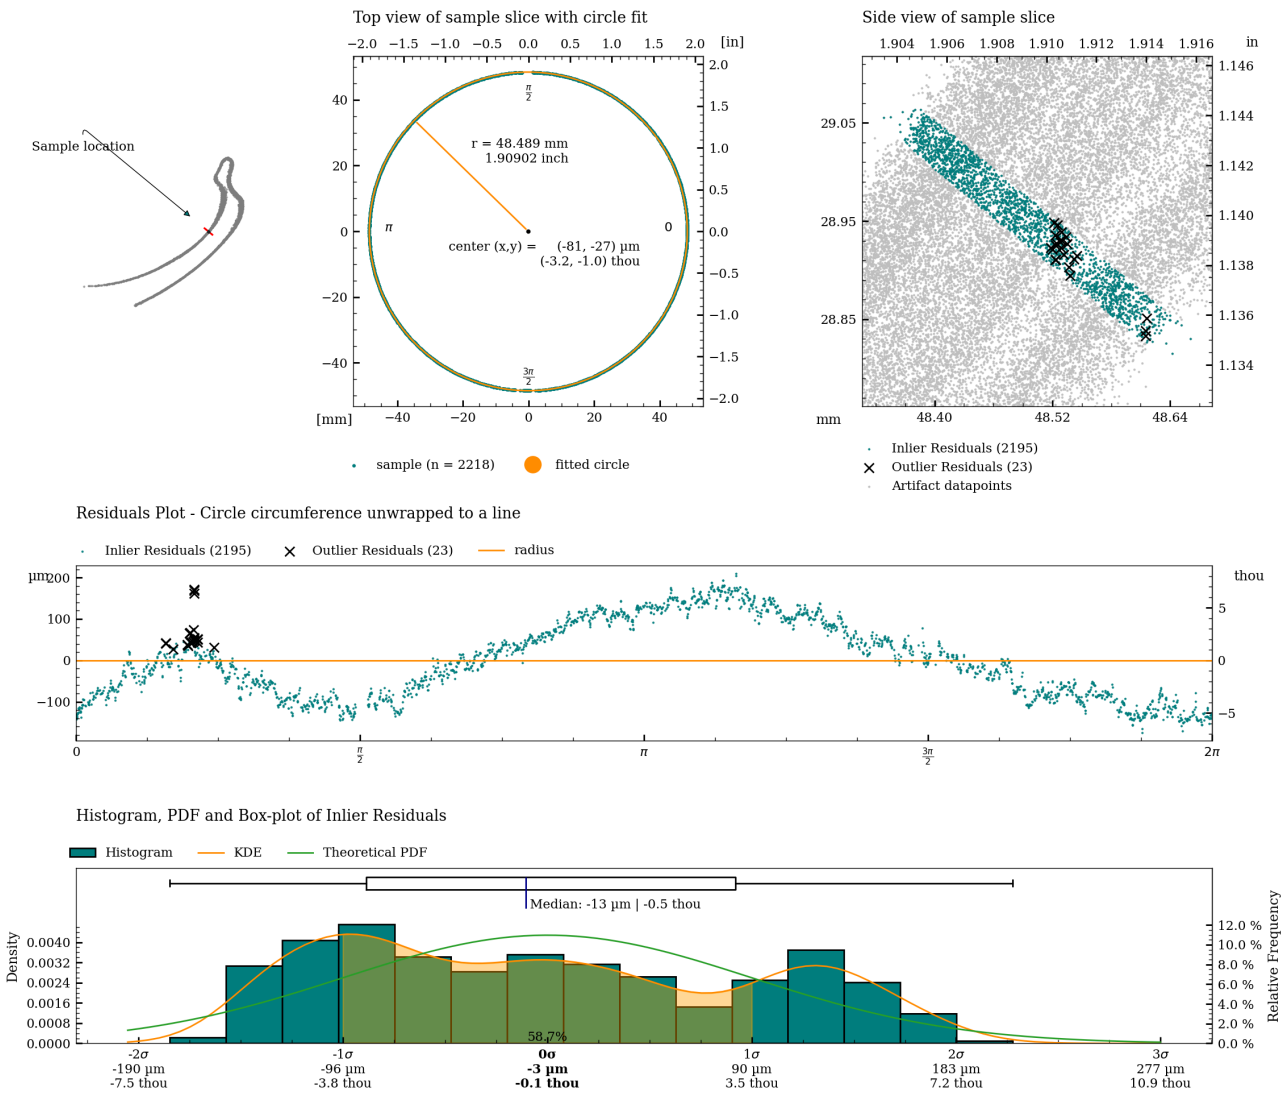 Top view of sample slice with circle fit
Side view of sample slice
−2.0 −1.5 −1.0 −0.5 0.0 0.5 1.0 1.5 2.0 [in]
1.904 1.906 1.908 1.910 1.912 1.914 1.916 in
Sample location
40
20
0
−20
−40
2.0
1.5
1.0
0.5
0.0
−0.5
−1.0
−1.5
−2.0
π/2
r = 48.489 mm
1.90902 inch
π
0
center (x,y) = (-81, -27) µm
(-3.2, -1.0) thou
3π/2
[mm] −40 −20 0 20 40
29.05
28.95
28.85
1.146
1.144
1.142
1.140
1.138
1.136
1.134
mm 48.40 48.52 48.64
sample (n = 2218) fitted circle
Inlier Residuals (2195)
Outlier Residuals (23)
Artifact datapoints
Residuals Plot - Circle circumference unwrapped to a line
Inlier Residuals (2195) Outlier Residuals (23) radius
µm thou
200
100
0
−100
5
0
−5
0 π/2 π 3π/2 2π
Histogram, PDF and Box-plot of Inlier Residuals
Histogram KDE Theoretical PDF
Median: -13 µm | -0.5 thou
Density
0.0040
0.0032
0.0024
0.0016
0.0008
0.0000
12.0 %
10.0 %
8.0 %
6.0 %
4.0 %
2.0 %
0.0 %
Relative Frequency
58.7%
-2σ -1σ 0σ 1σ 2σ 3σ
-190 µm -96 µm -3 µm 90 µm 183 µm 277 µm
-7.5 thou -3.8 thou -0.1 thou 3.5 thou 7.2 thou 10.9 thou